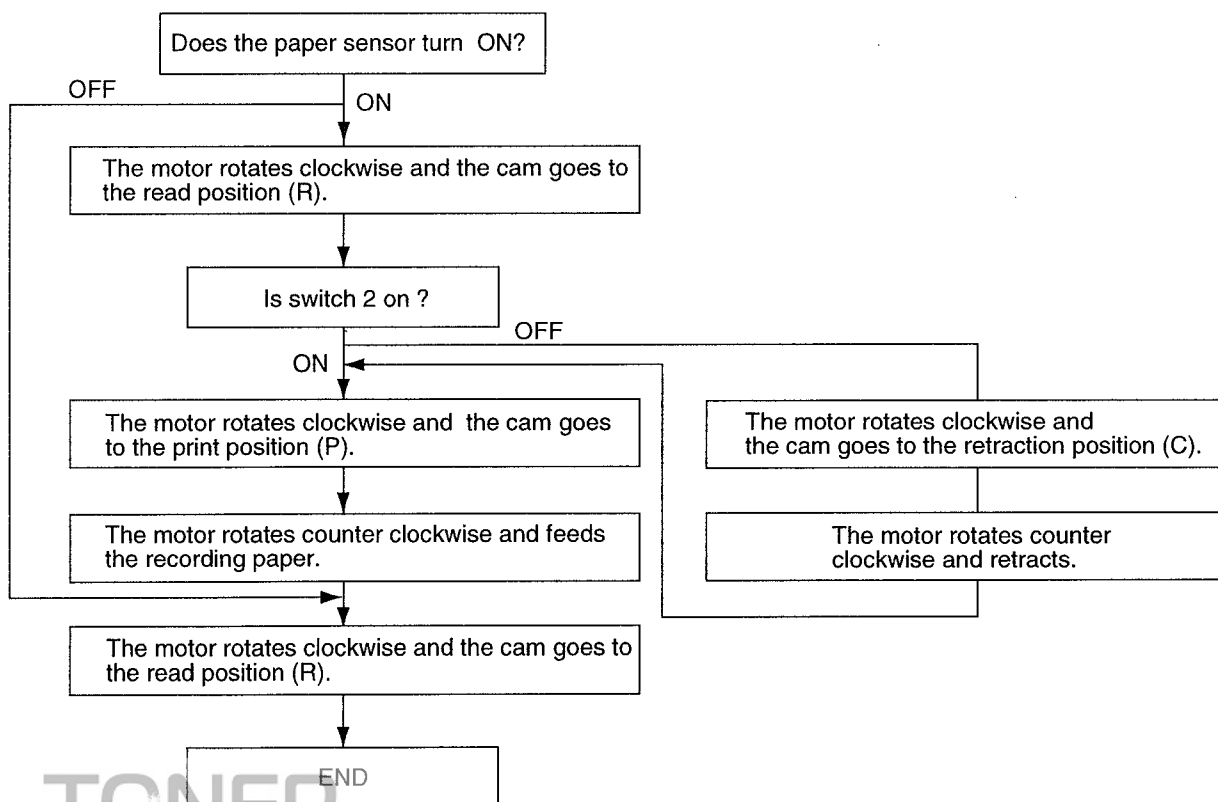 Does the paper sensor turn ON?
OFF
ON
The motor rotates clockwise and the cam goes to
the read position (R).
Is switch 2 on ?
OFF
ON
The motor rotates clockwise and the cam goes
to the print position (P).
The motor rotates clockwise and
the cam goes to the retraction position (C).
The motor rotates counter clockwise and feeds
the recording paper.
The motor rotates counter
clockwise and retracts.
The motor rotates clockwise and the cam goes to
the read position (R).
END
TONER